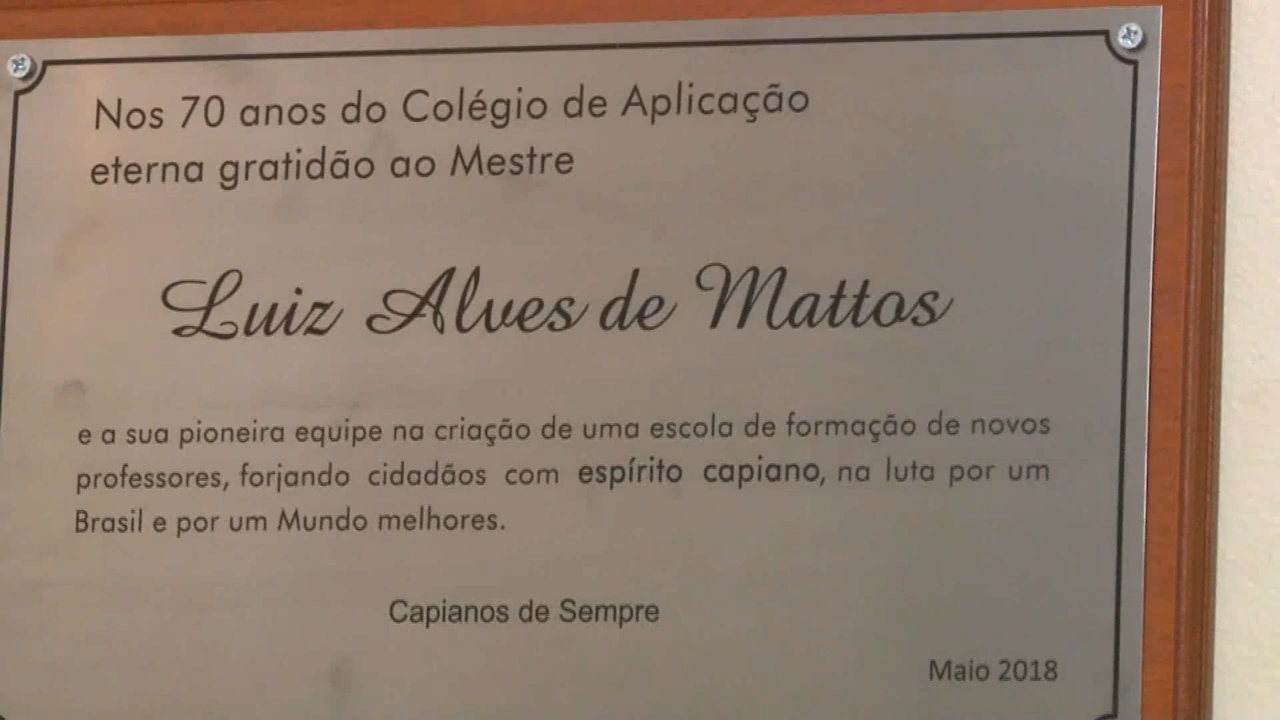 Nos 70 anos do Colégio de Aplicação
eterna gratidão ao Mestre
Luiz Alves de Mattos
e a sua pioneira equipe na criação de uma escola de formação de novos
professores, forjando cidadãos com espírito capiano, na luta por um
Brasil e por um Mundo melhores.
Capianos de Sempre
Maio 2018